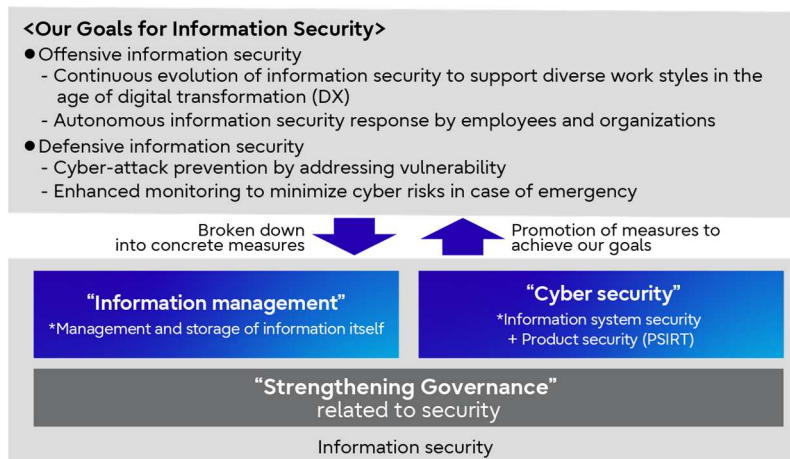 <Our Goals for Information Security>
●Offensive information security
- Continuous evolution of information security to support diverse work styles in the
age of digital transformation (DX)
- Autonomous information security response by employees and organizations
●Defensive information security
- Cyber-attack prevention by addressing vulnerability
- Enhanced monitoring to minimize cyber risks in case of emergency
Broken down
into concrete measures
Promotion of measures to
achieve our goals
“Information management”
*Management and storage of information itself
“Cyber security”
*Information system security
+ Product security (PSIRT)
“Strengthening Governance”
related to security
Information security